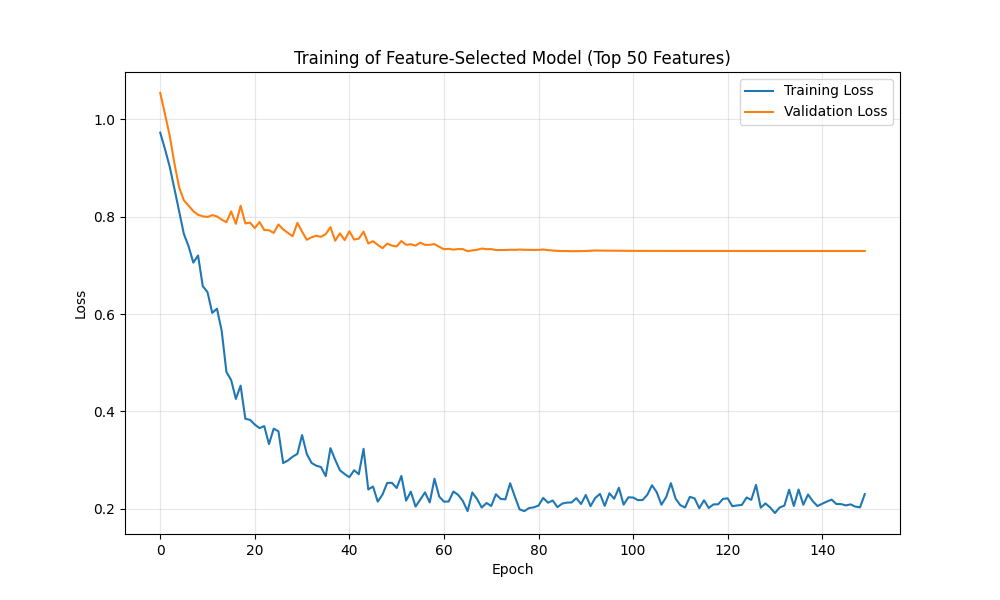 Training of Feature-Selected Model (Top 50 Features)
Training Loss
Validation Loss
1.0
0.8
0.6
0.4
0.2
Loss
0 20 40 60 80 100 120 140
Epoch